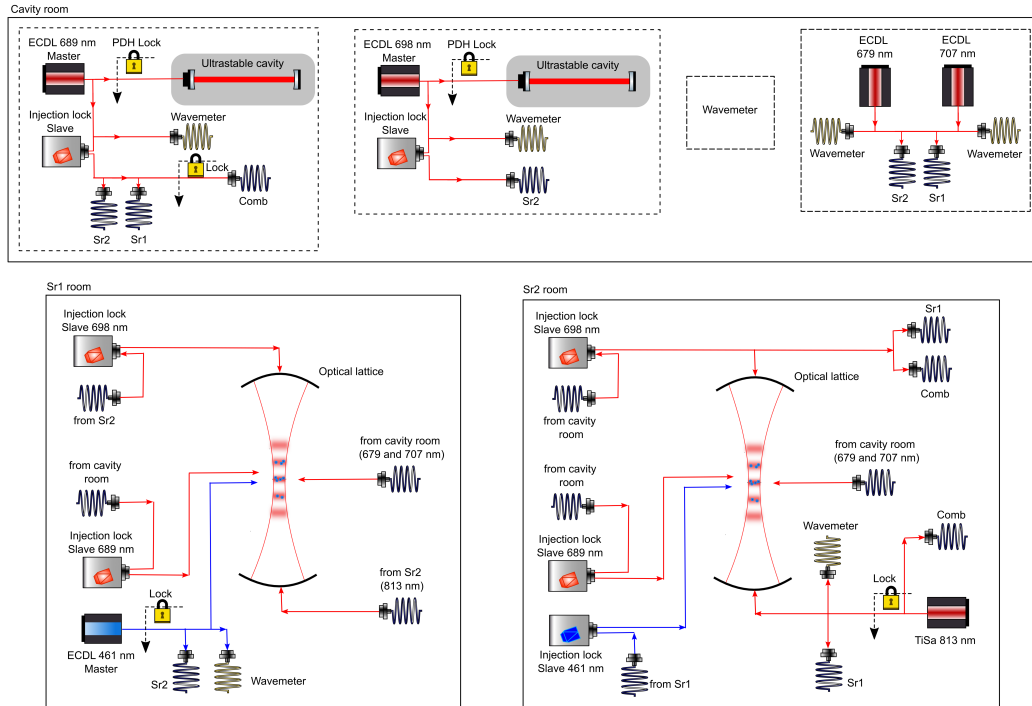 Cavity room
ECDL 689 nm
Master
PDH Lock
Ultrastable cavity
Injection lock
Slave
Wavemeter
Lock
Comb
Sr2
Sr1
ECDL 698 nm
Master
PDH Lock
Ultrastable cavity
Injection lock
Slave
Wavemeter
Sr2
Wavemeter
ECDL
679 nm
ECDL
707 nm
Wavemeter
Wavemeter
Sr2
Sr1
Sr1 room
Injection lock
Slave 698 nm
from Sr2
Optical lattice
from cavity
room
from cavity room
(679 and 707 nm)
Injection lock
Slave 689 nm
from Sr2
(813 nm)
Lock
ECDL 461 nm
Master
Sr2
Wavemeter
Sr2 room
Injection lock
Slave 698 nm
from cavity
room
Sr1
Comb
Optical lattice
from cavity
room
from cavity room
(679 and 707 nm)
Injection lock
Slave 689 nm
Wavemeter
Comb
Lock
TiSa 813 nm
Injection lock
Slave 461 nm
from Sr1
Sr1